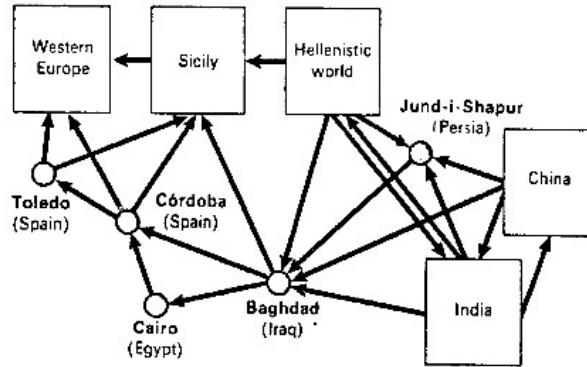 Western
Europe
Sicily
Hellenistic
world
Jund-i-Shapur
(Persia)
China
Toledo
(Spain)
Córdoba
(Spain)
Cairo
(Egypt)
Baghdad
(Iraq)
India